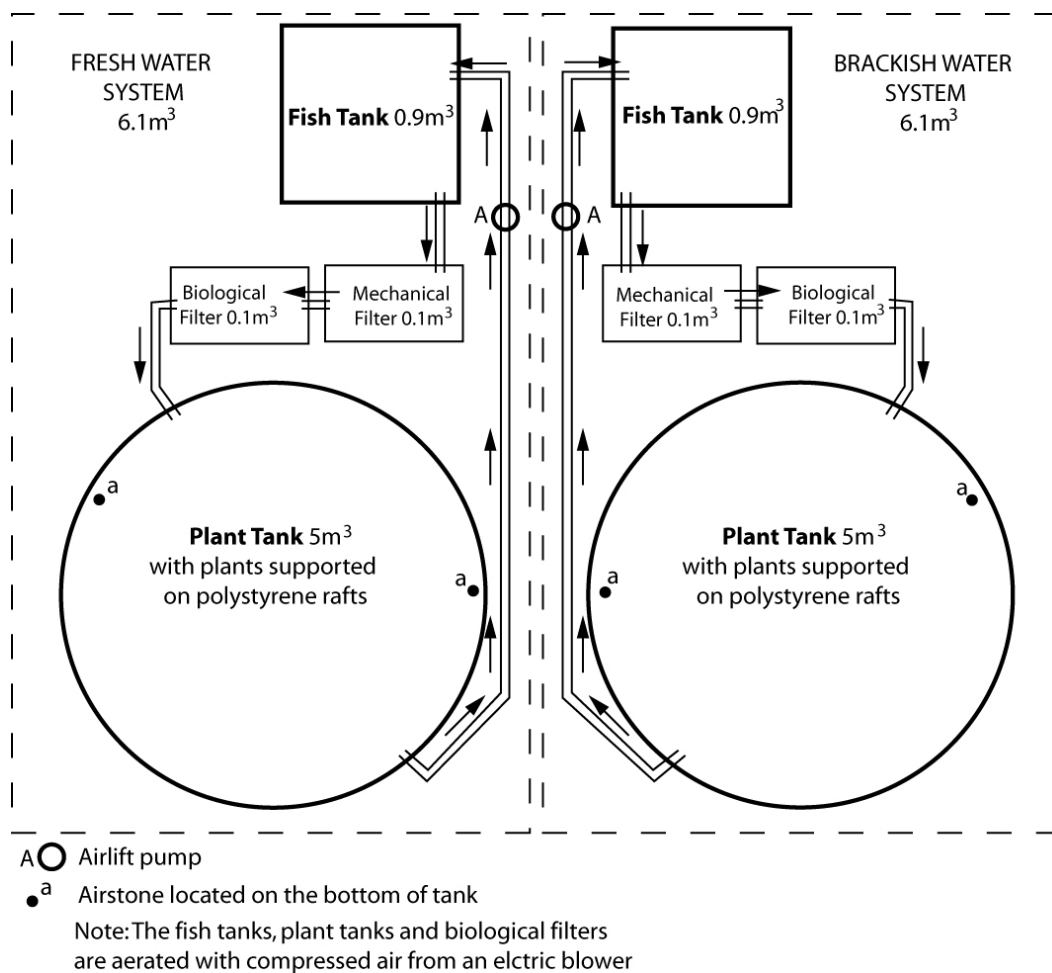 FRESH WATER
SYSTEM
6.1m³
Fish Tank 0.9m³
A
Biological
Filter 0.1m³
Mechanical
Filter 0.1m³
a
Plant Tank 5m³
with plants supported
on polystyrene rafts
a
BRACKISH WATER
SYSTEM
6.1m³
Fish Tank 0.9m³
A
Mechanical
Filter 0.1m³
Biological
Filter 0.1m³
a
Plant Tank 5m³
with plants supported
on polystyrene rafts
a
A Airlift pump
a Airstone located on the bottom of tank
Note: The fish tanks, plant tanks and biological filters
are aerated with compressed air from an elctric blower